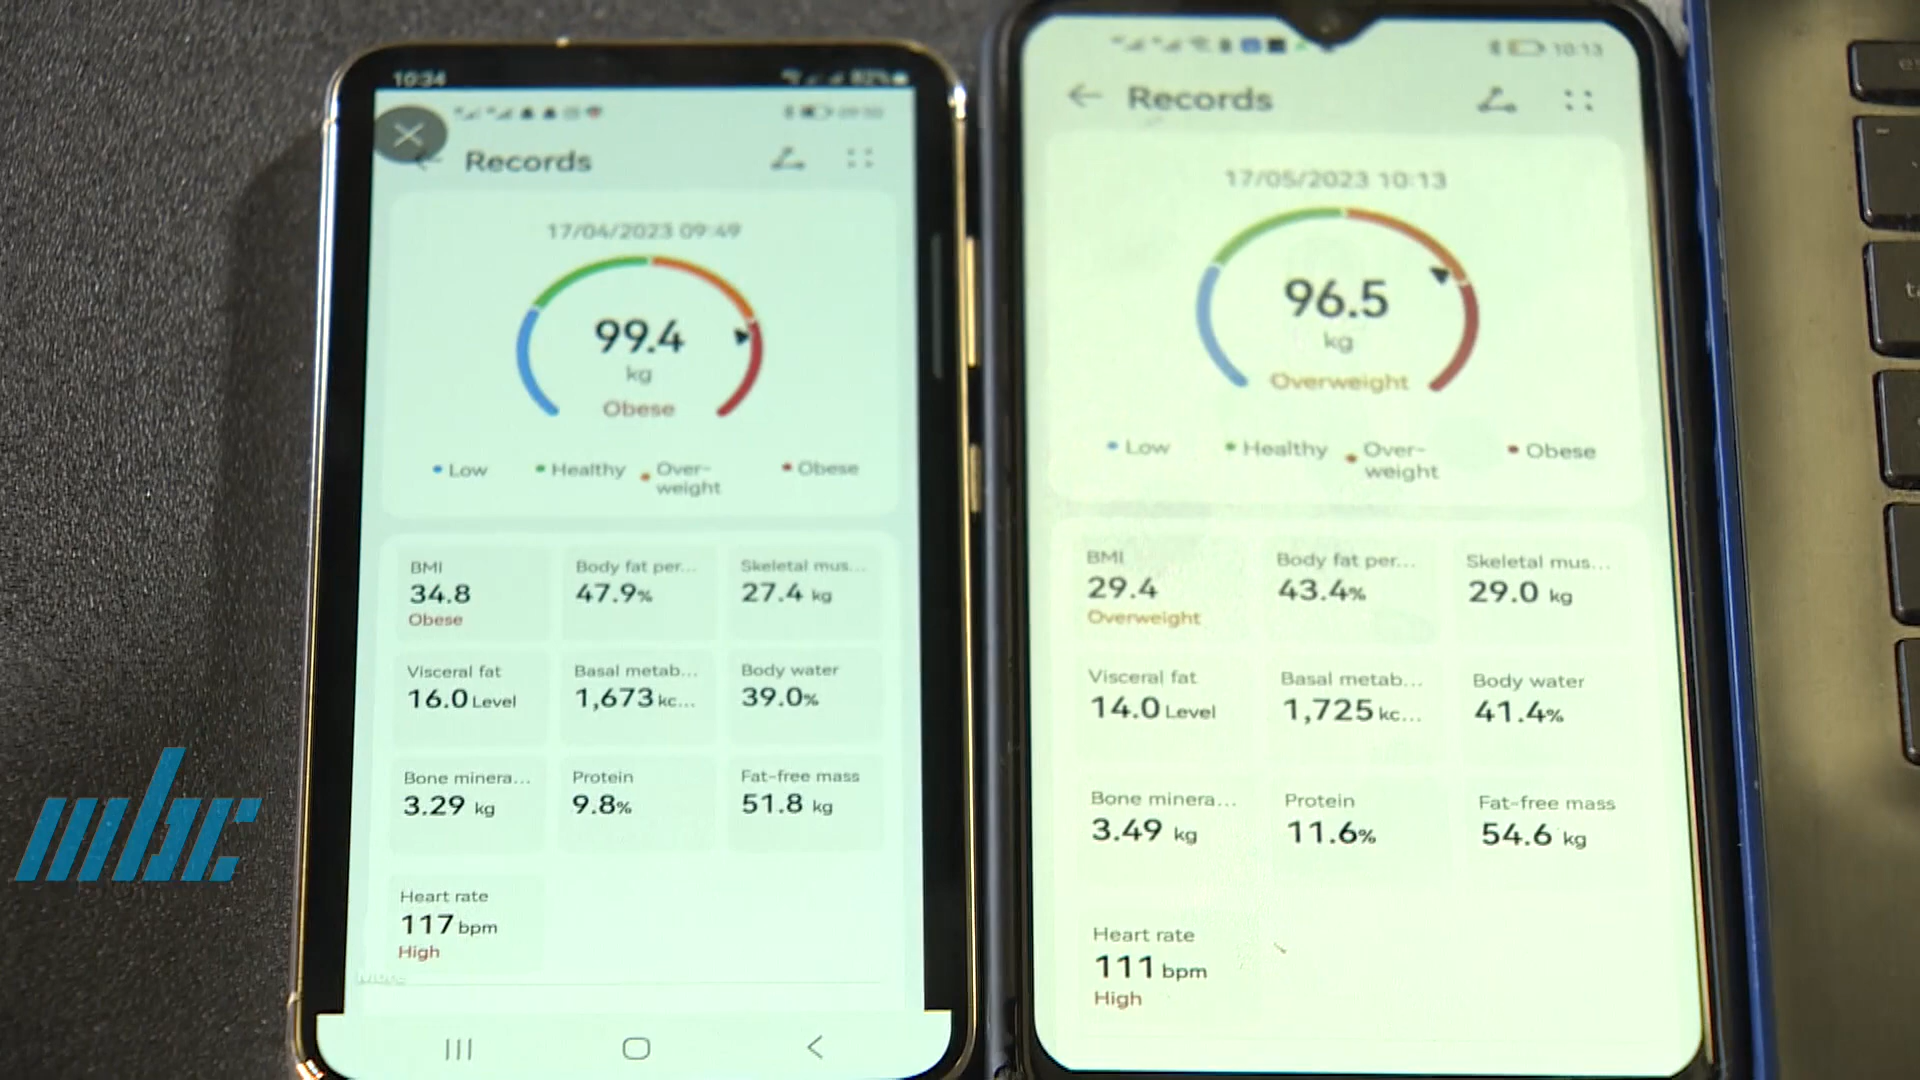 10:34
82%
Records
17/04/2023 09:49
99.4
kg
Obese
Low
Healthy
Over-
weight
Obese
BMI
34.8
Obese
Body fat per...
47.9%
Skeletal mus...
27.4 kg
Visceral fat
16.0 Level
Basal metab...
1,673 kc...
Body water
39.0%
Bone minera...
3.29 kg
Protein
9.8%
Fat-free mass
51.8 kg
Heart rate
117 bpm
High
10:13
Records
17/05/2023 10:13
96.5
kg
Overweight
Low
Healthy
Over-
weight
Obese
BMI
29.4
Overweight
Body fat per...
43.4%
Skeletal mus...
29.0 kg
Visceral fat
14.0 Level
Basal metab...
1,725 kc...
Body water
41.4%
Bone minera...
3.49 kg
Protein
11.6%
Fat-free mass
54.6 kg
Heart rate
111 bpm
High
mbc